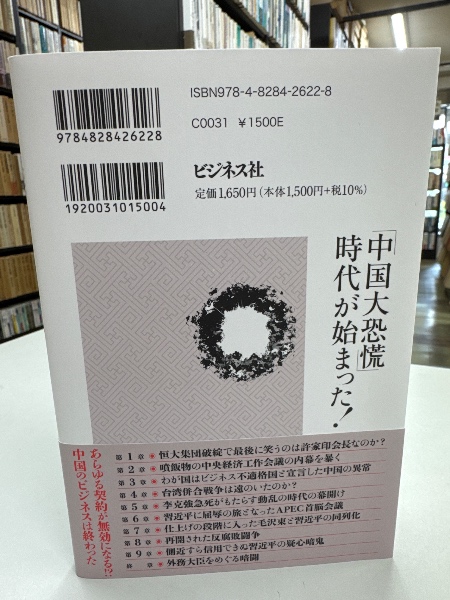 ISBN978-4-8284-2622-8
9784828426228
C0031 ¥1500E
1920031015004
ビジネス社
定価1,650円(本体1,500円+税10%)
「中国大恐慌」
時代が始まった!
あらゆる契約が無効になる!?
中国のビジネスは終わった
第1章 恒大集団破綻で最後に笑うのは許家印会長なのか?
第2章 噴飯物の中央経済工作会議の内幕を暴く
第3章 わが国はビジネス不適格国と宣言した中国の異常
第4章 台湾併合戦争は遠のいたのか?
第5章 李克強急死がもたらす動乱の時代の幕開け
第6章 習近平に屈辱の旅となったAPEC首脳会議
第7章 仕上げの段階に入った毛沢東と習近平の同列化
第8章 再開された反腐敗闘争
第9章 側近すら信用できぬ習近平の疑心暗鬼
終章 外務大臣をめぐる暗闘